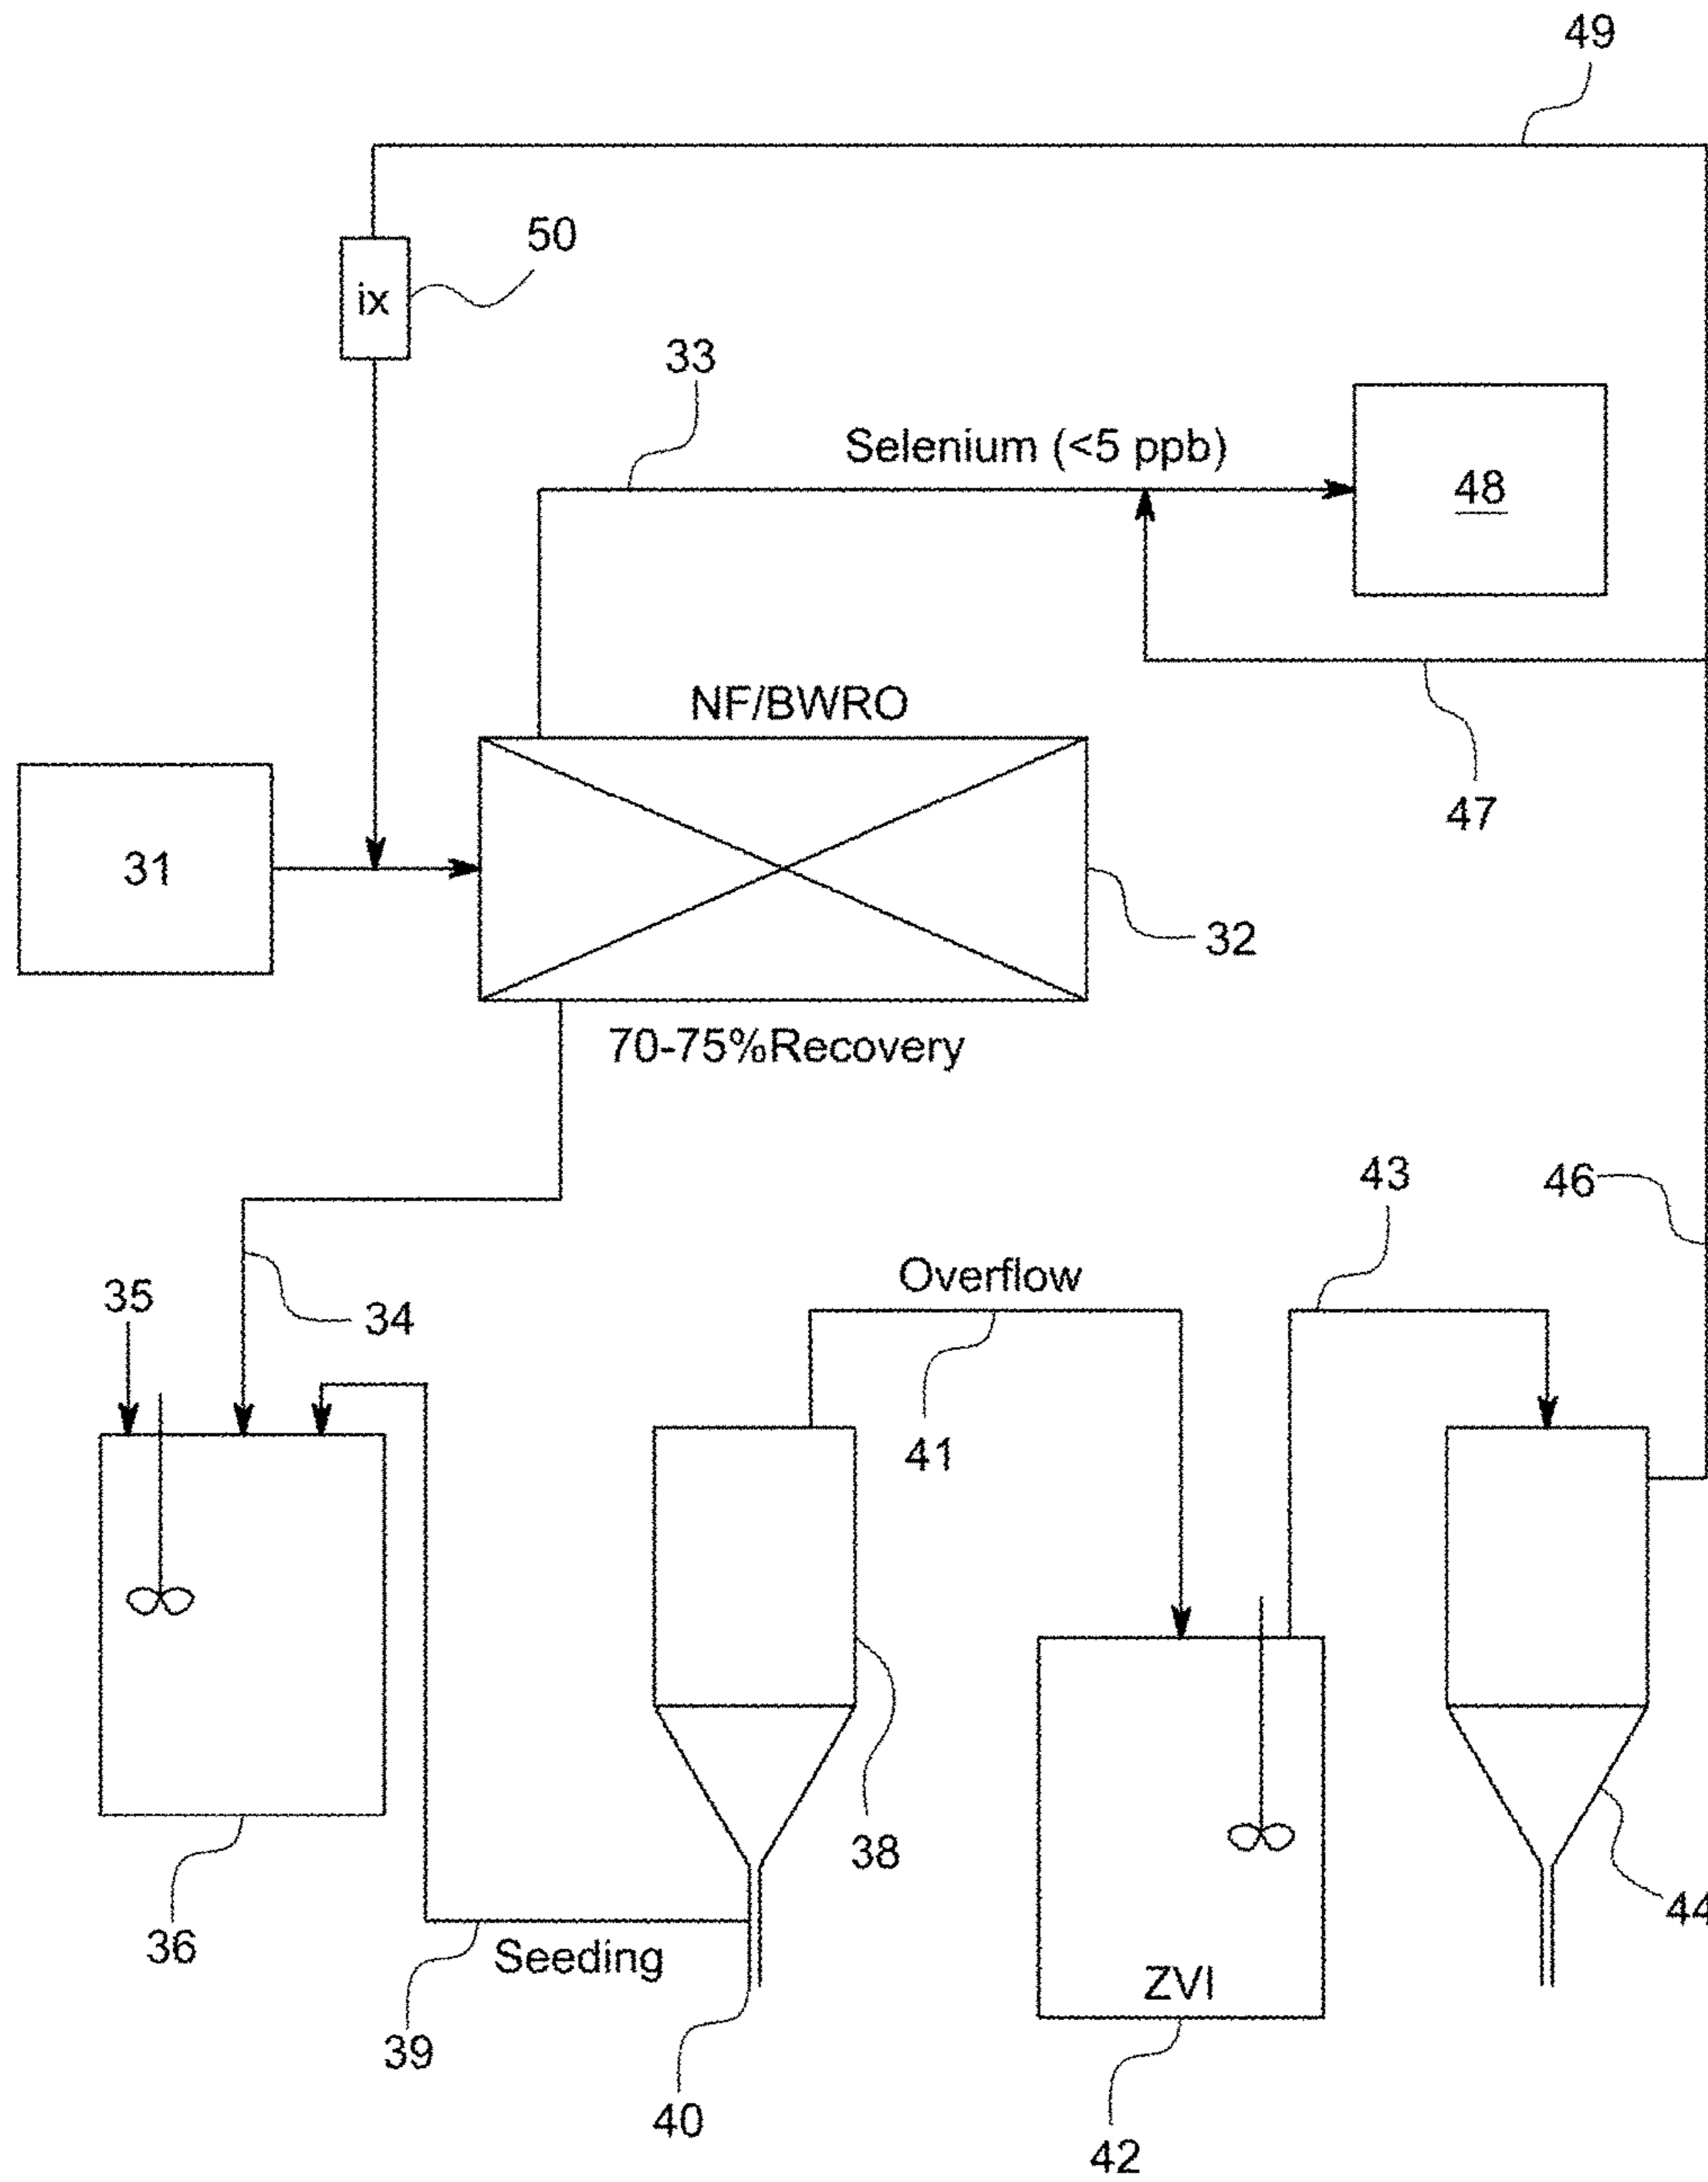 49
50
ix
33
Selenium (<5 ppb)
48
NF/BWRO
47
31
32
70-75%Recovery
43
46
Overflow
35
34
41
38
44
36
Seeding
ZVI
39
40
42